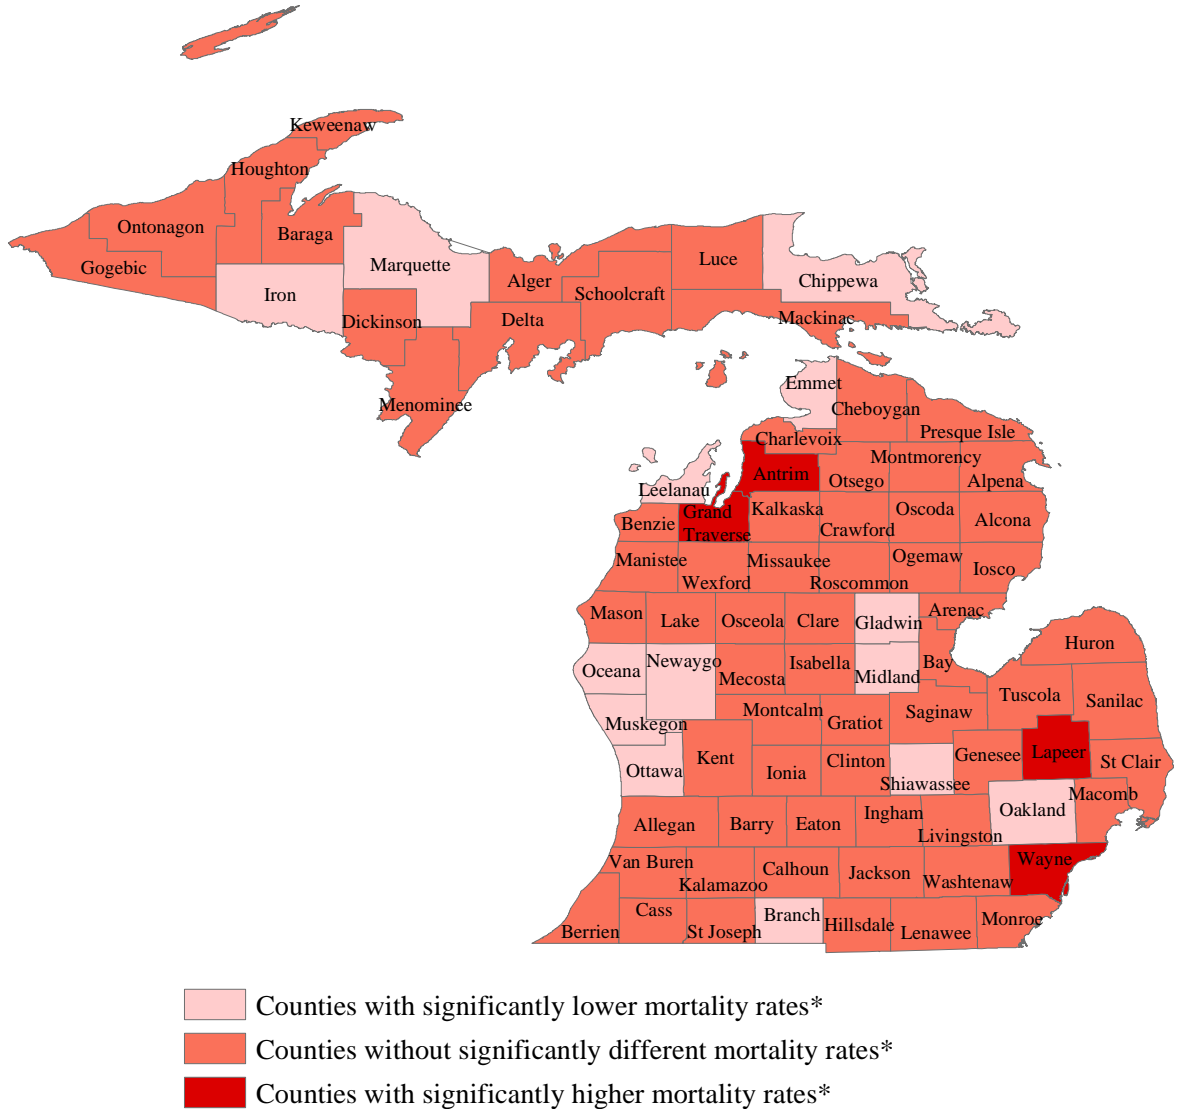 Keweenaw
Houghton
Ontonagon
Baraga
Gogebic
Marquette
Luce
Iron
Alger
Chippewa
Schoolcraft
Dickinson
Delta
Mackinac
Menominee
Emmet
Cheboygan
Presque Isle
Charlevoix
Montmorency
Antrim
Otsego
Alpena
Leelanau
Grand
Traverse
Kalkaska
Oscoda
Benzie
Crawford
Alcona
Manistee
Missaukee
Ogemaw
Wexford
Roscommon
Iosco
Mason
Lake
Osceola
Clare
Gladwin
Arenac
Huron
Oceana
Newaygo
Mecosta
Isabella
Midland
Bay
Tuscola
Sanilac
Muskegon
Montcalm
Gratiot
Saginaw
Ottawa
Kent
Ionia
Clinton
Shiawassee
Genesee
Lapeer
St Clair
Allegan
Barry
Eaton
Ingham
Livingston
Oakland
Macomb
Van Buren
Kalamazoo
Calhoun
Jackson
Washtenaw
Wayne
Berrien
Cass
St Joseph
Branch
Hillsdale
Lenawee
Monroe
Counties with significantly lower mortality rates*
Counties without significantly different mortality rates*
Counties with significantly higher mortality rates*